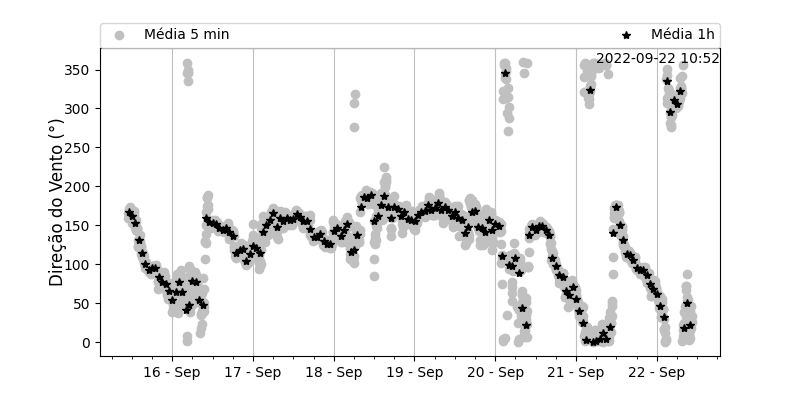 Média 5 min
Média 1h
2022-09-22 10:52
Direção do Vento (°)
350
300
250
200
150
100
50
0
16 - Sep
17 - Sep
18 - Sep
19 - Sep
20 - Sep
21 - Sep
22 - Sep